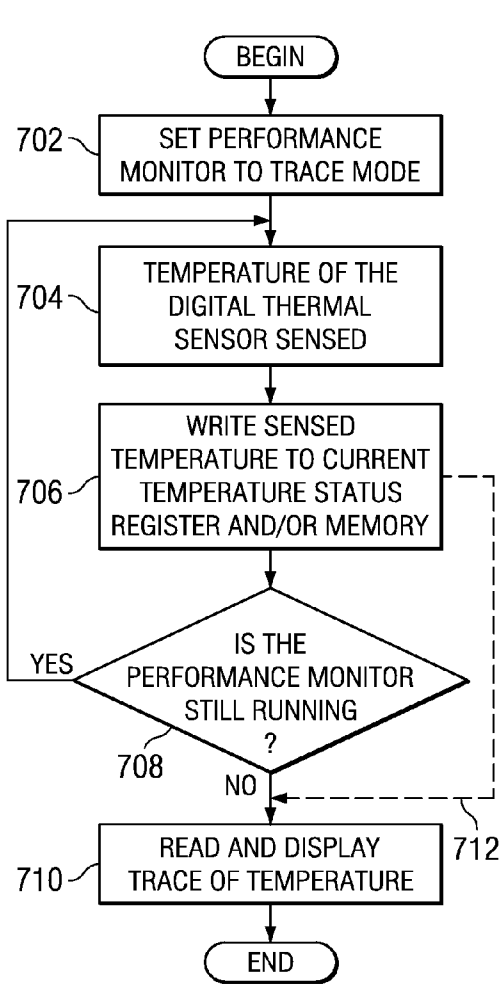 BEGIN
702
SET PERFORMANCE
MONITOR TO TRACE MODE
704
TEMPERATURE OF THE
DIGITAL THERMAL
SENSOR SENSED
706
WRITE SENSED
TEMPERATURE TO CURRENT
TEMPERATURE STATUS
REGISTER AND/OR MEMORY
YES
IS THE
PERFORMANCE MONITOR
STILL RUNNING
?
708
NO
712
710
READ AND DISPLAY
TRACE OF TEMPERATURE
END